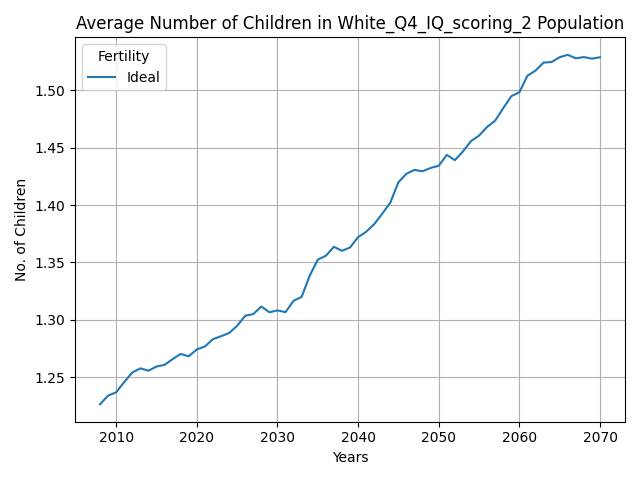 Average Number of Children in White_Q4_IQ_scoring_2 Population
Fertility
Ideal
No. of Children
1.50
1.45
1.40
1.35
1.30
1.25
2010 2020 2030 2040 2050 2060 2070
Years